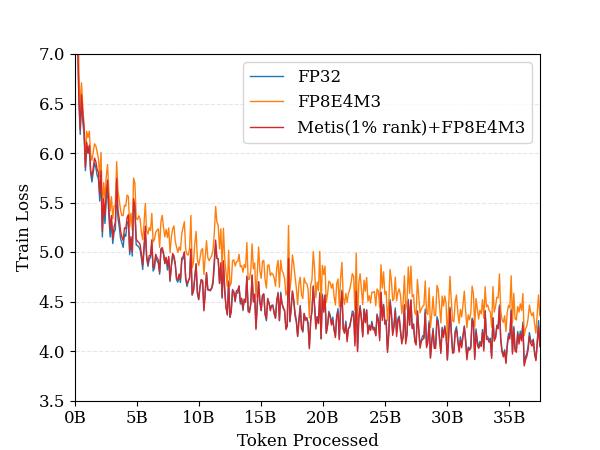 7.0
6.5
6.0
5.5
5.0
4.5
4.0
3.5
Train Loss
FP32
FP8E4M3
Metis(1% rank)+FP8E4M3
0B 5B 10B 15B 20B 25B 30B 35B
Token Processed